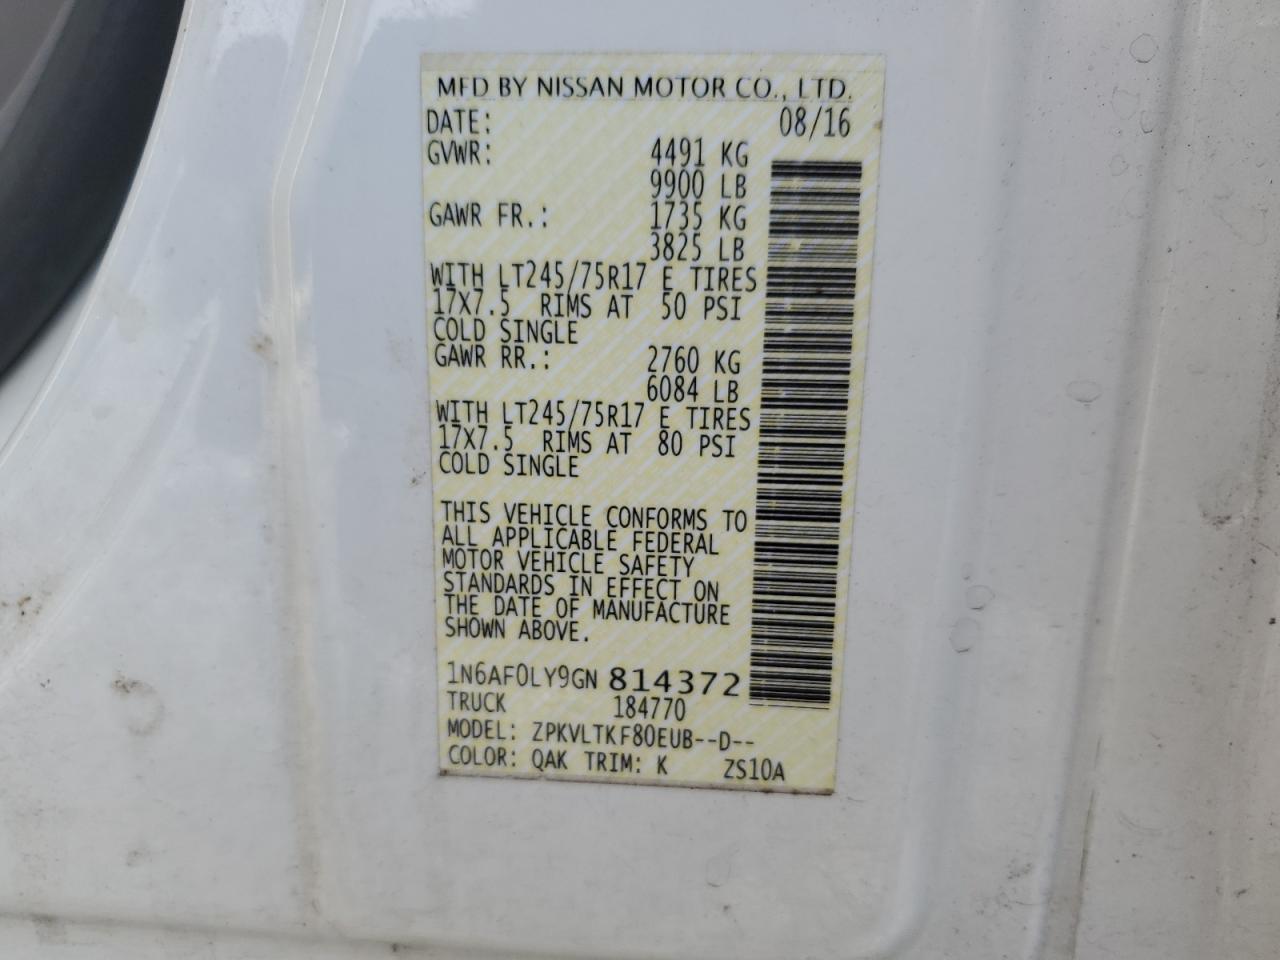 MFD BY NISSAN MOTOR CO., LTD.
DATE: 08/16
GVWR: 4491 KG
9900 LB
GAWR FR.: 1735 KG
3825 LB
WITH LT245/75R17 E TIRES
17X7.5 RIMS AT 50 PSI
COLD SINGLE
GAWR RR.: 2760 KG
6084 LB
WITH LT245/75R17 E TIRES
17X7.5 RIMS AT 80 PSI
COLD SINGLE
THIS VEHICLE CONFORMS TO
ALL APPLICABLE FEDERAL
MOTOR VEHICLE SAFETY
STANDARDS IN EFFECT ON
THE DATE OF MANUFACTURE
SHOWN ABOVE.
1N6AF0LY9GN 814372
TRUCK 184770
MODEL: ZPKVLTKF80EUB--D--
COLOR: QAK TRIM: K ZS10A